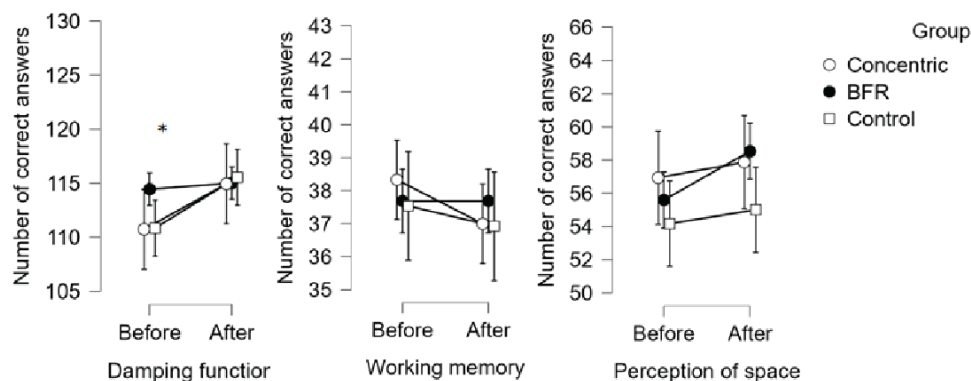 Number of correct answers
130
125
120
115
110
105
*
Before After
Damping function
Number of correct answers
43
42
41
40
39
38
37
36
35
Before After
Working memory
Number of correct answers
66
64
62
60
58
56
54
52
50
Before After
Perception of space
Group
Concentric
BFR
Control